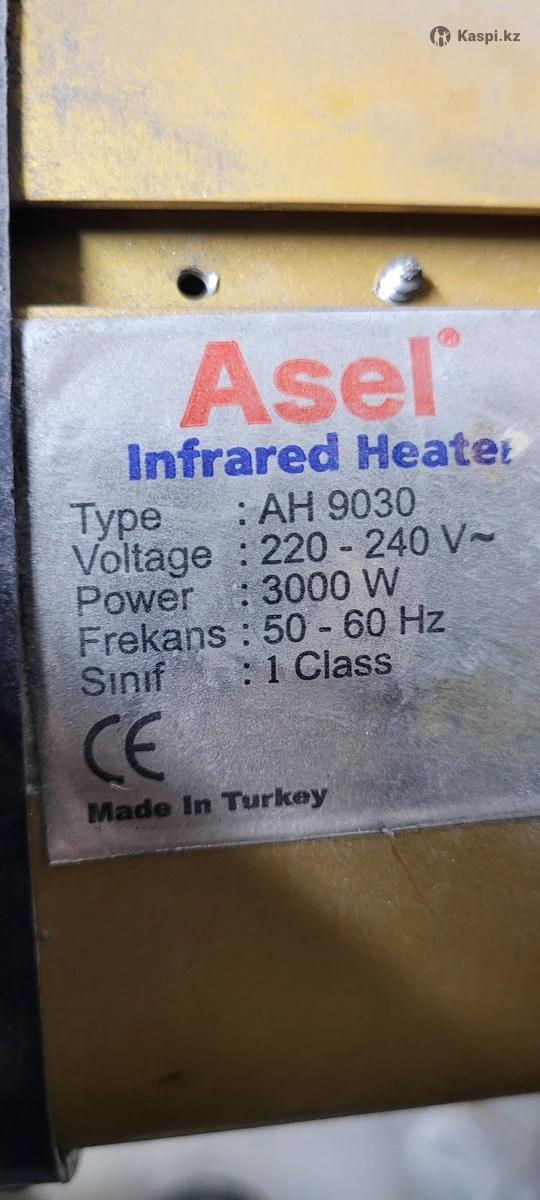 Kaspi.kz
Asel®
Infrared Heater
Type : AH 9030
Voltage : 220 - 240 V~
Power : 3000 W
Frekans : 50 - 60 Hz
Sınıf : 1 Class
CE
Made In Turkey